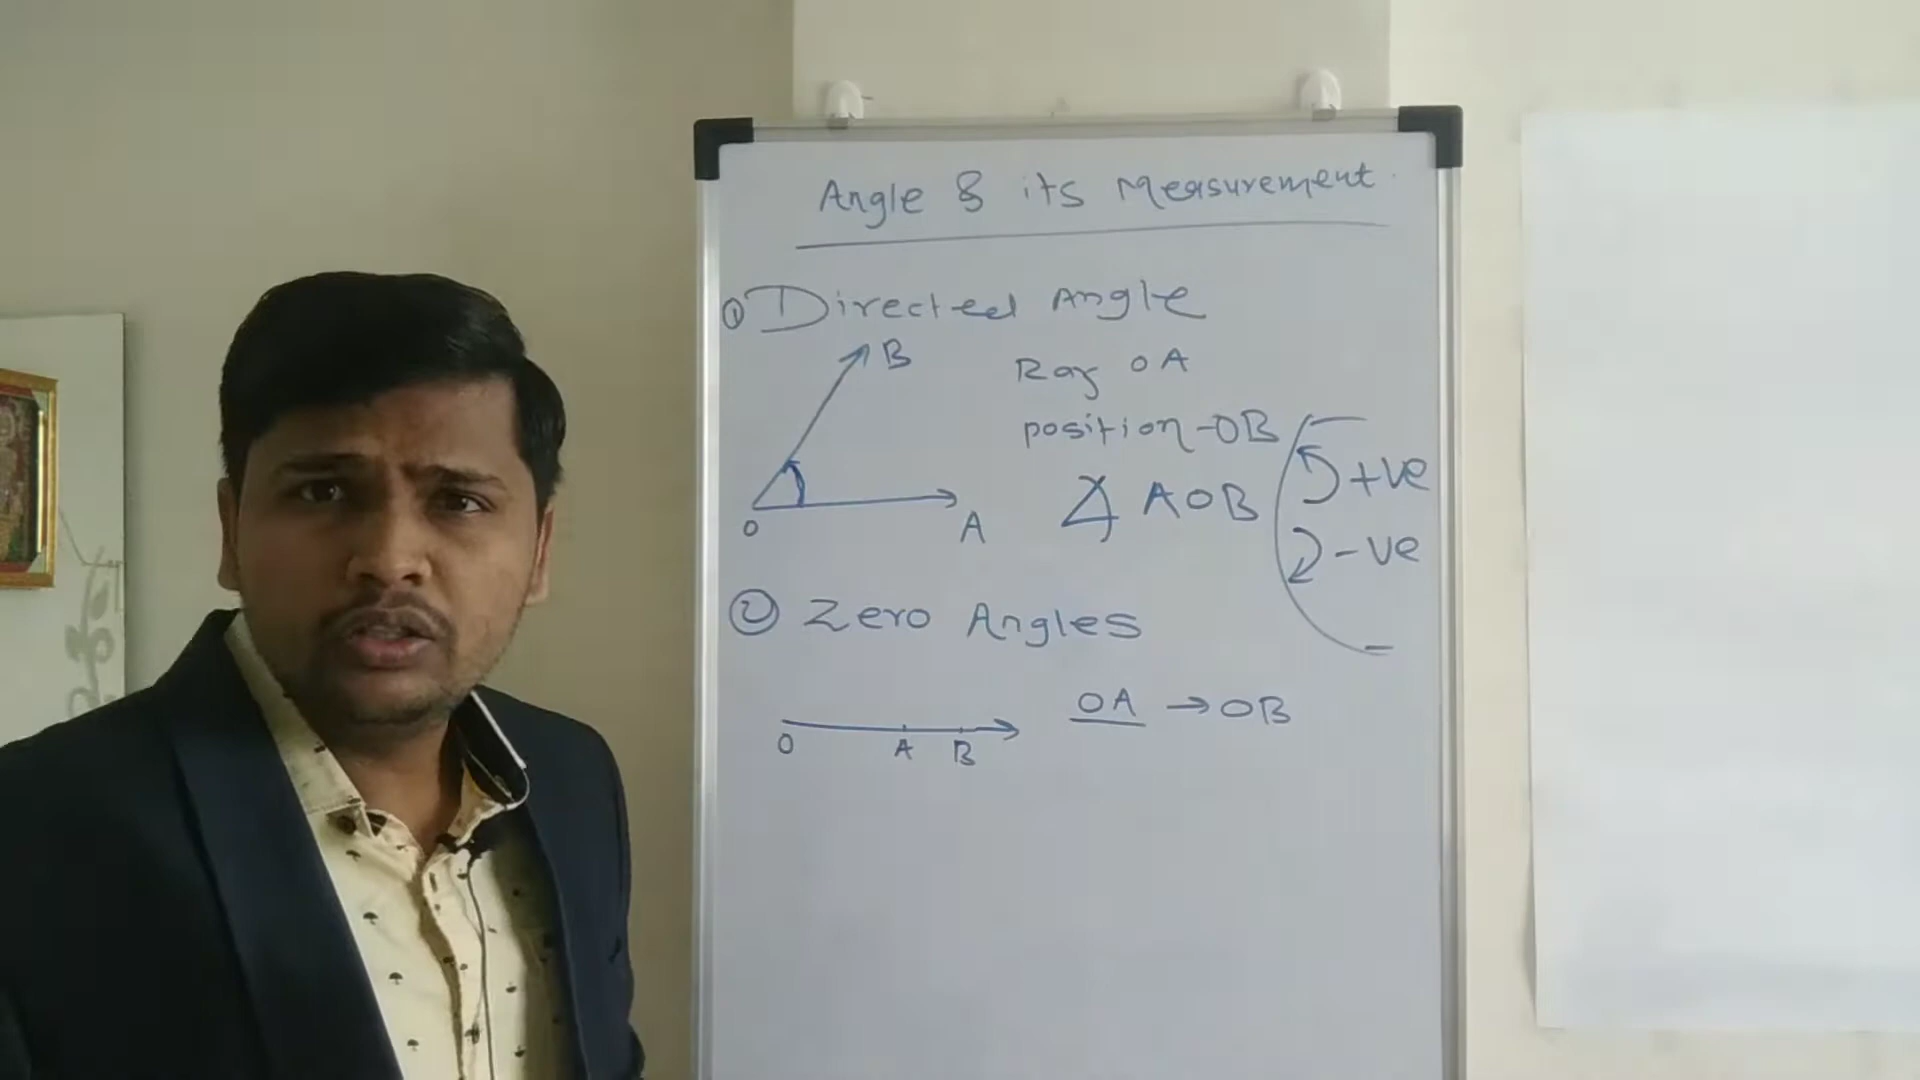 Angle & its Measurement
① Directed Angle
B
Ray OA
position - OB
+ve
O
A
∡ AOB
-ve
② Zero Angles
OA → OB
O A B